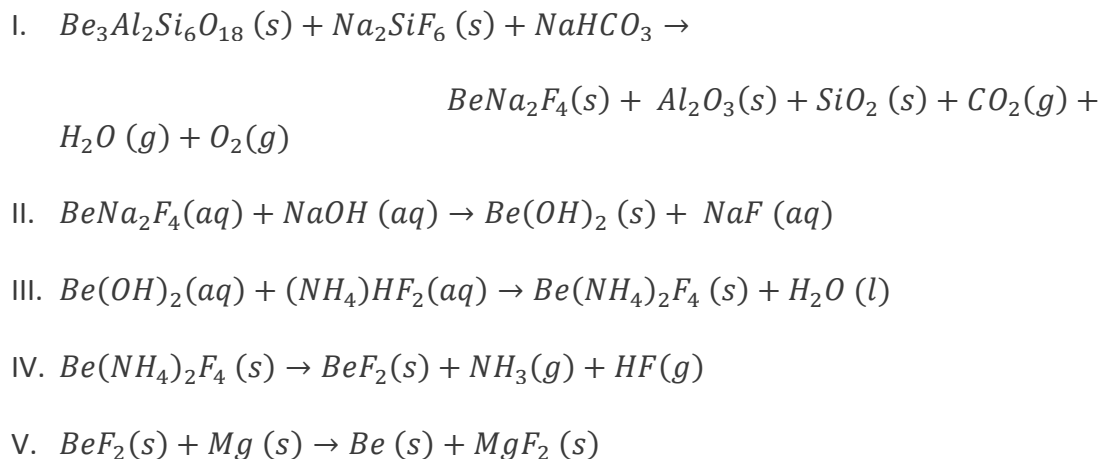 I. Be₃Al₂Si₆O₁₈ (s) + Na₂SiF₆ (s) + NaHCO₃ →
BeNa₂F₄(s) + Al₂O₃(s) + SiO₂ (s) + CO₂(g) +
H₂O (g) + O₂(g)
II. BeNa₂F₄(aq) + NaOH (aq) → Be(OH)₂ (s) + NaF (aq)
III. Be(OH)₂(aq) + (NH₄)HF₂(aq) → Be(NH₄)₂F₄ (s) + H₂O (l)
IV. Be(NH₄)₂F₄ (s) → BeF₂(s) + NH₃(g) + HF(g)
V. BeF₂(s) + Mg (s) → Be (s) + MgF₂ (s)